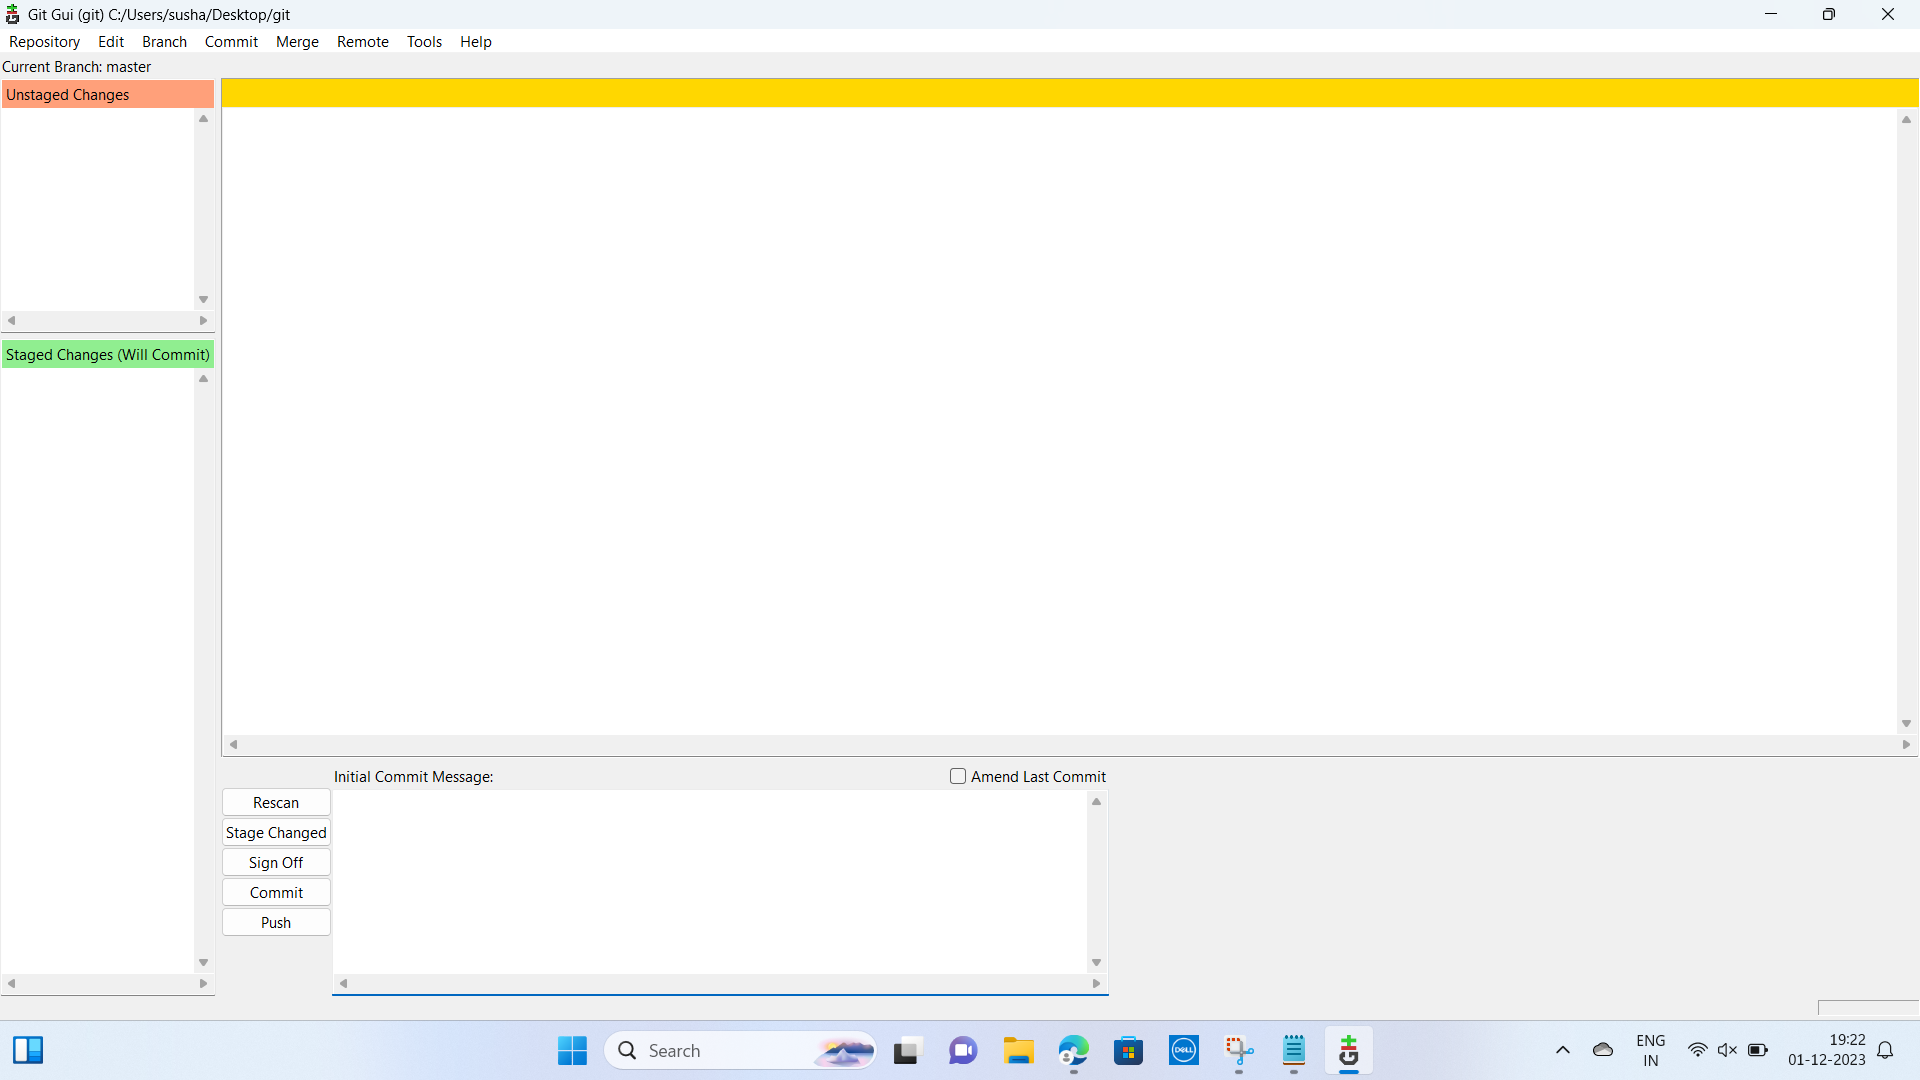 Git Gui (git) C:/Users/susha/Desktop/git
Repository Edit Branch Commit Merge Remote Tools Help
Current Branch: master
Unstaged Changes
Staged Changes (Will Commit)
Initial Commit Message:
Amend Last Commit
Rescan
Stage Changed
Sign Off
Commit
Push
Search
DELL
ENG
IN
19:22
01-12-2023